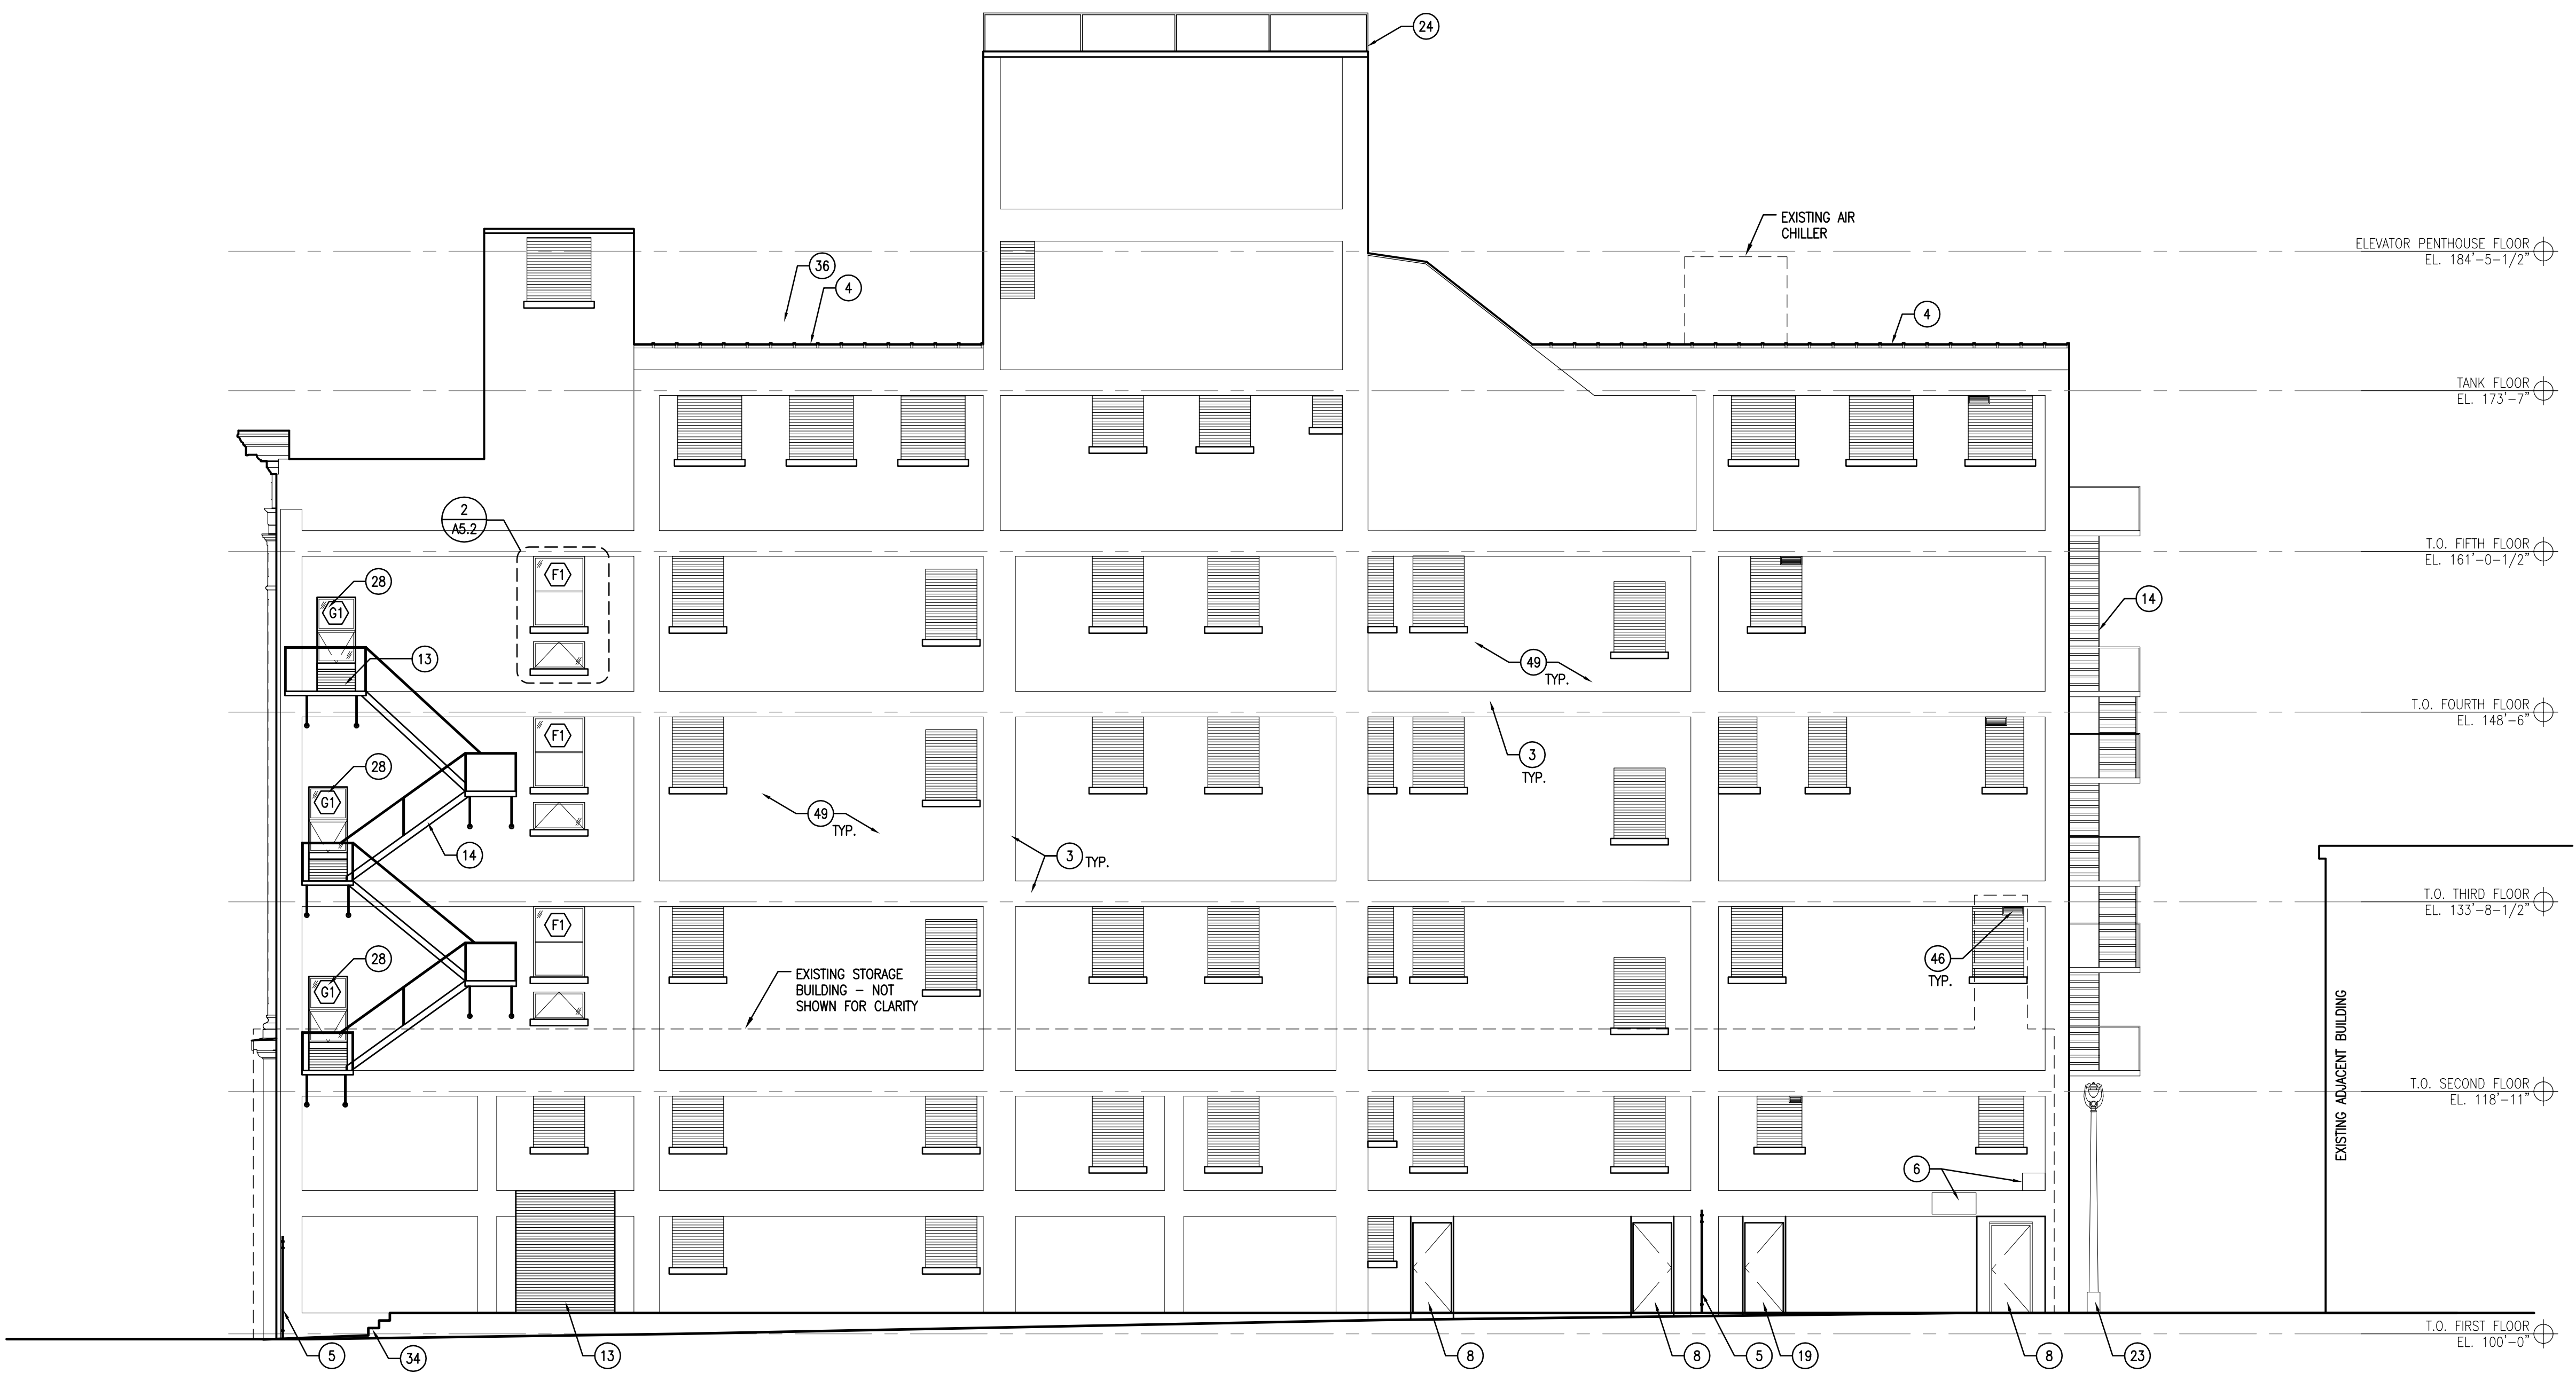 24
EXISTING AIR
CHILLER
ELEVATOR PENTHOUSE FLOOR
EL. 184'-5-1/2"
36
4
4
TANK FLOOR
EL. 173'-7"
2
A5.2
T.O. FIFTH FLOOR
EL. 161'-0-1/2"
F1
28
G1
14
13
49
TYP.
T.O. FOURTH FLOOR
EL. 148'-6"
F1
3
TYP.
28
G1
49
TYP.
14
3 TYP.
T.O. THIRD FLOOR
EL. 133'-8-1/2"
F1
28
G1
EXISTING STORAGE
BUILDING – NOT
SHOWN FOR CLARITY
46
TYP.
EXISTING ADJACENT BUILDING
T.O. SECOND FLOOR
EL. 118'-11"
6
T.O. FIRST FLOOR
EL. 100'-0"
5
34
13
8
8
5
19
8
23